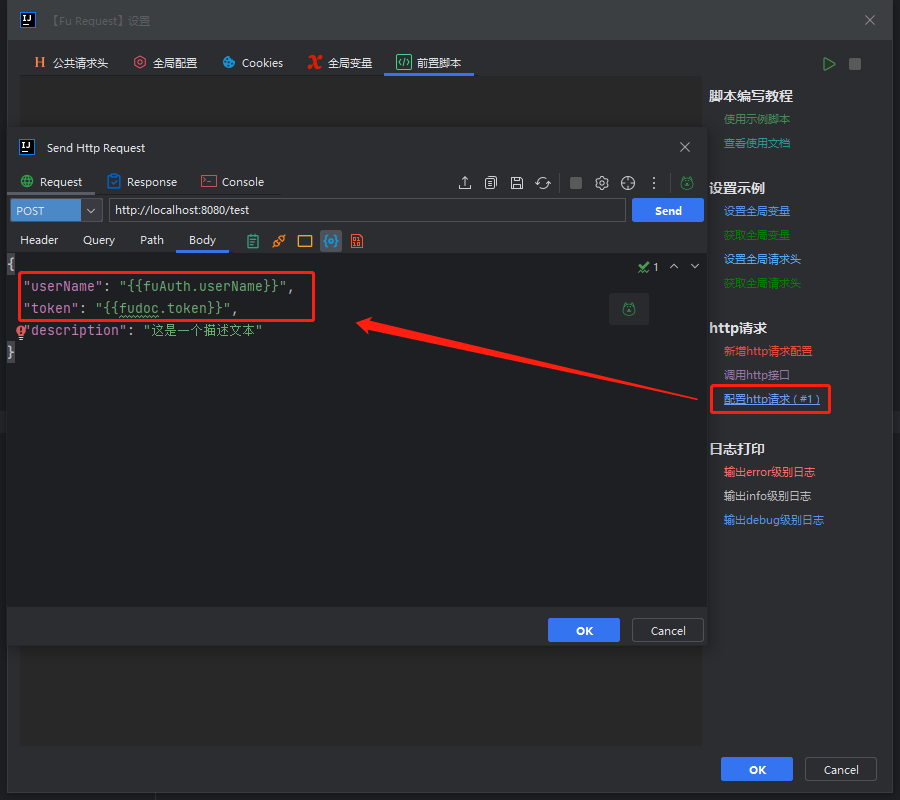 【Fu Request】设置
公共请求头
全局配置
Cookies
全局变量
前置脚本
脚本编写教程
使用示例脚本
查看使用文档
设置示例
设置全局变量
获取全局变量
设置全局请求头
获取全局请求头
http请求
新增http请求配置
调用http接口
配置http请求 ( #1 )
日志打印
输出error级别日志
输出info级别日志
输出debug级别日志
Send Http Request
Request
Response
Console
POST
http://localhost:8080/test
Send
Header
Query
Path
Body
1
{
"userName": "{{fuAuth.userName}}",
"token": "{{fudoc.token}}",
"description": "这是一个描述文本"
}
OK
Cancel
OK
Cancel